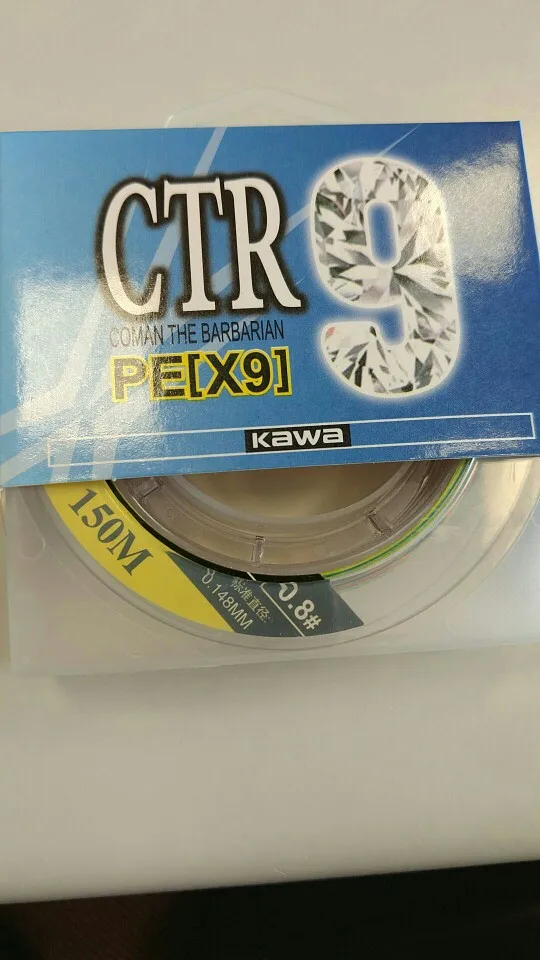 CTR 9
COMAN THE BARBARIAN
PE[X9]
KAWA
150M
0.8#
标准直径:
0.148MM